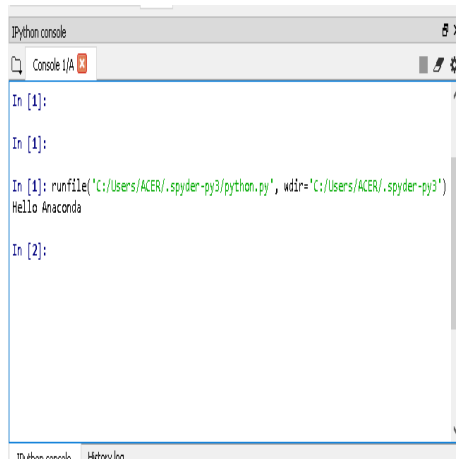 IPython console
Console 1/A
In [1]:
In [1]:
In [1]: runfile('C:/Users/ACER/.spyder-py3/python.py', wdir='C:/Users/ACER/.spyder-py3')
Hello Anaconda
In [2]:
IPython console History log